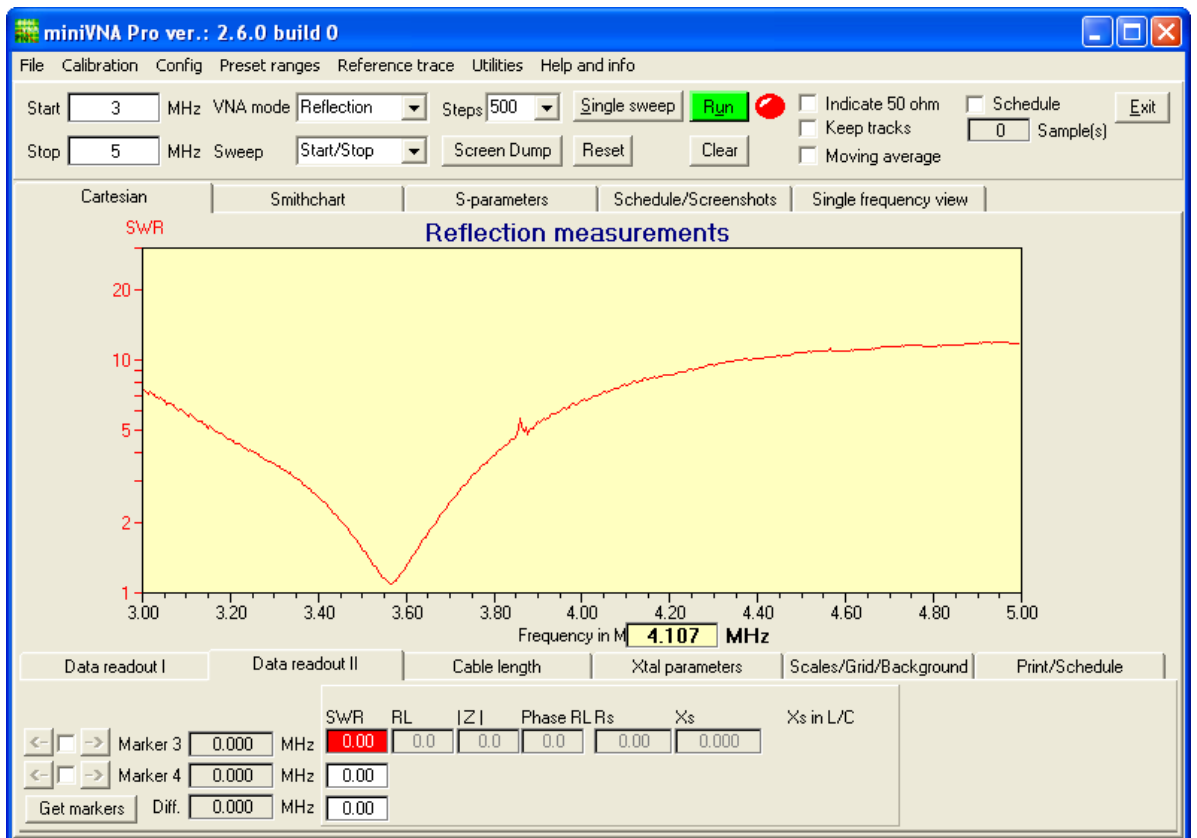 miniVNA Pro ver.: 2.6.0 build 0
File Calibration Config Preset ranges Reference trace Utilities Help and info
Start 3 MHz VNA mode Reflection Steps 500 Single sweep Run Indicate 50 ohm Schedule Exit
Keep tracks 0 Sample(s)
Stop 5 MHz Sweep Start/Stop Screen Dump Reset Clear Moving average
Cartesian Smithchart S-parameters Schedule/Screenshots Single frequency view
SWR Reflection measurements
20
10
5
2
1
3.00 3.20 3.40 3.60 3.80 4.00 4.20 4.40 4.60 4.80 5.00
Frequency in M 4.107 MHz
Data readout I Data readout II Cable length Xtal parameters Scales/Grid/Background Print/Schedule
SWR RL |Z| Phase RL Rs Xs Xs in L/C
<- -> Marker 3 0.000 MHz 0.00 0.0 0.0 0.0 0.00 0.000
<- -> Marker 4 0.000 MHz 0.00
Get markers Diff. 0.000 MHz 0.00